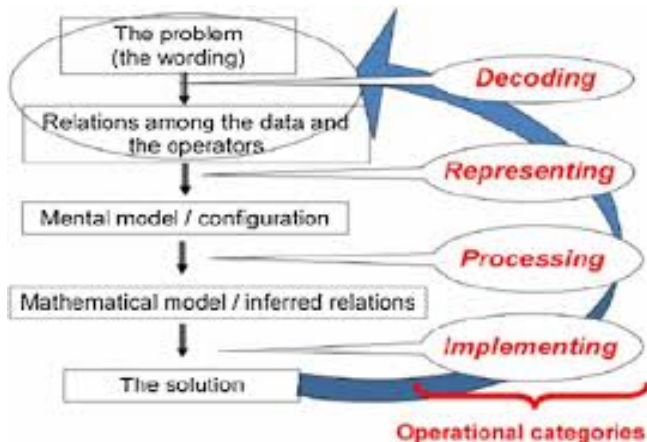 The problem
(the wording)
Decoding
Relations among the data and
the operators
Representing
Mental model / configuration
Processing
Mathematical model / inferred relations
Implementing
The solution
Operational categories